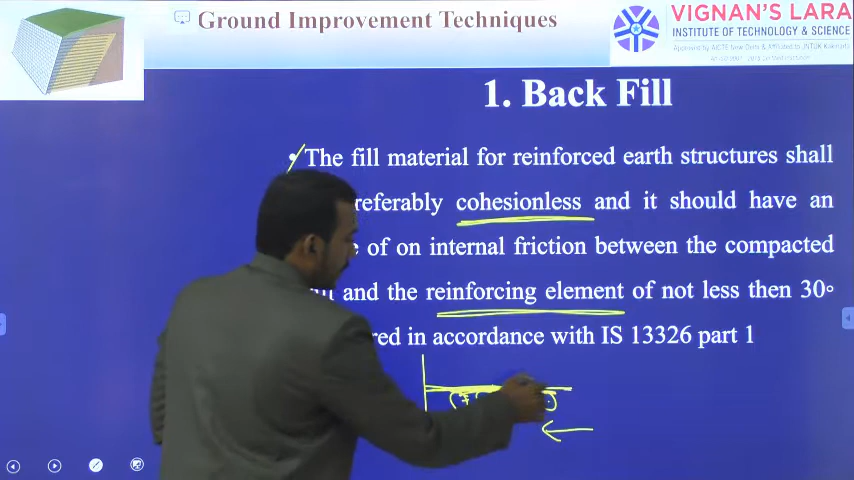 Ground Improvement Techniques
VIGNAN'S LARA
INSTITUTE OF TECHNOLOGY & SCIENCE
1. Back Fill
• The fill material for reinforced earth structures shall
referably cohesionless and it should have an
of on internal friction between the compacted
and the reinforcing element of not less then 30°
red in accordance with IS 13326 part 1